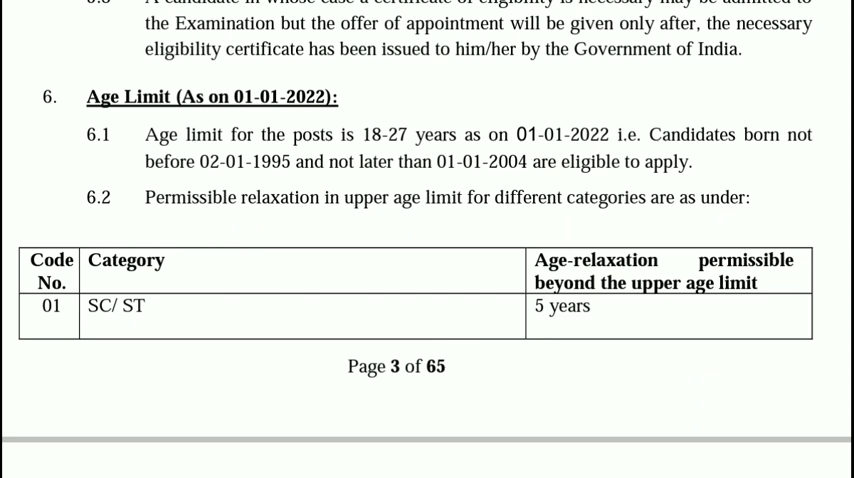 the Examination but the offer of appointment will be given only after, the necessary
eligibility certificate has been issued to him/her by the Government of India.
6. Age Limit (As on 01-01-2022):
6.1 Age limit for the posts is 18-27 years as on 01-01-2022 i.e. Candidates born not
before 02-01-1995 and not later than 01-01-2004 are eligible to apply.
6.2 Permissible relaxation in upper age limit for different categories are as under:
Code No. Category Age-relaxation permissible beyond the upper age limit
01 SC/ ST 5 years
Page 3 of 65